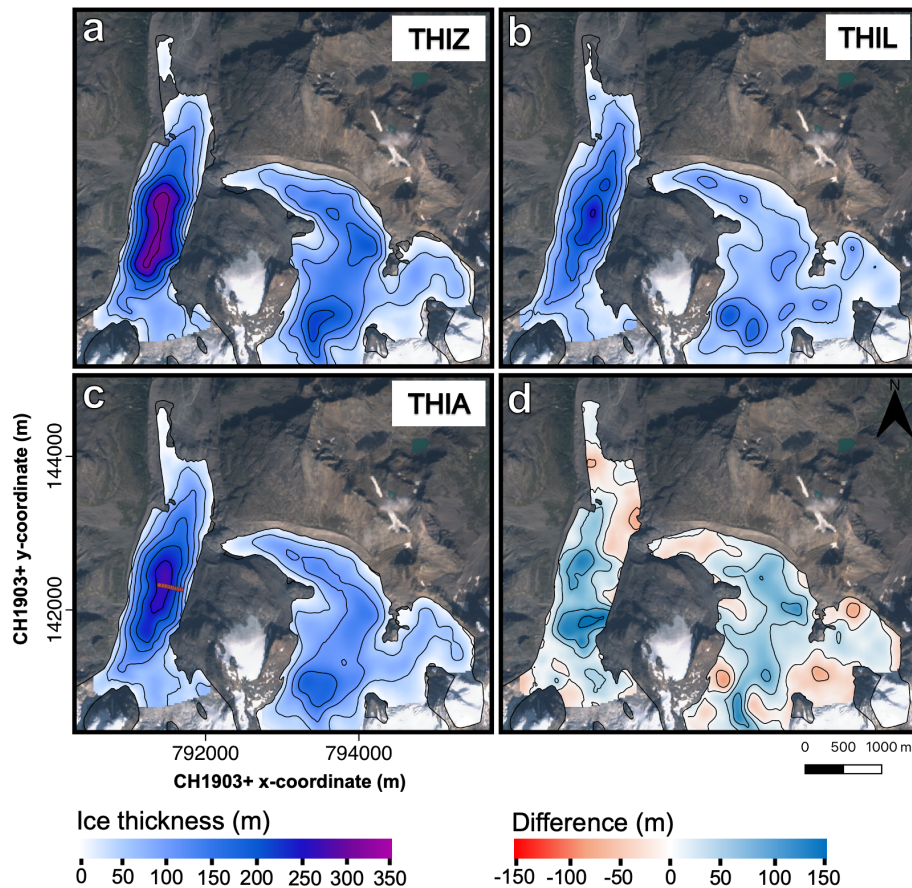 a
THIZ
b
THIL
c
THIA
d
N
CH1903+ y-coordinate (m)
144000
142000
792000
794000
CH1903+ x-coordinate (m)
0 500 1000 m
Ice thickness (m)
0 50 100 150 200 250 300 350
Difference (m)
-150 -100 -50 0 50 100 150